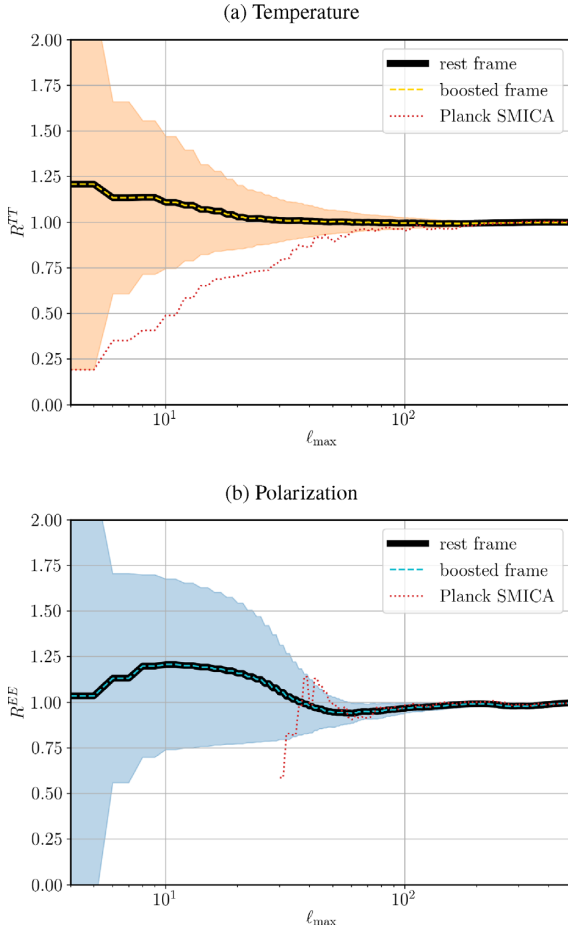 (a) Temperature
2.00
1.75
1.50
1.25
1.00
0.75
0.50
0.25
0.00
R^{TT}
rest frame
boosted frame
Planck SMICA
10^1
10^2
ℓ_max
(b) Polarization
2.00
1.75
1.50
1.25
1.00
0.75
0.50
0.25
0.00
R^{EE}
rest frame
boosted frame
Planck SMICA
10^1
10^2
ℓ_max